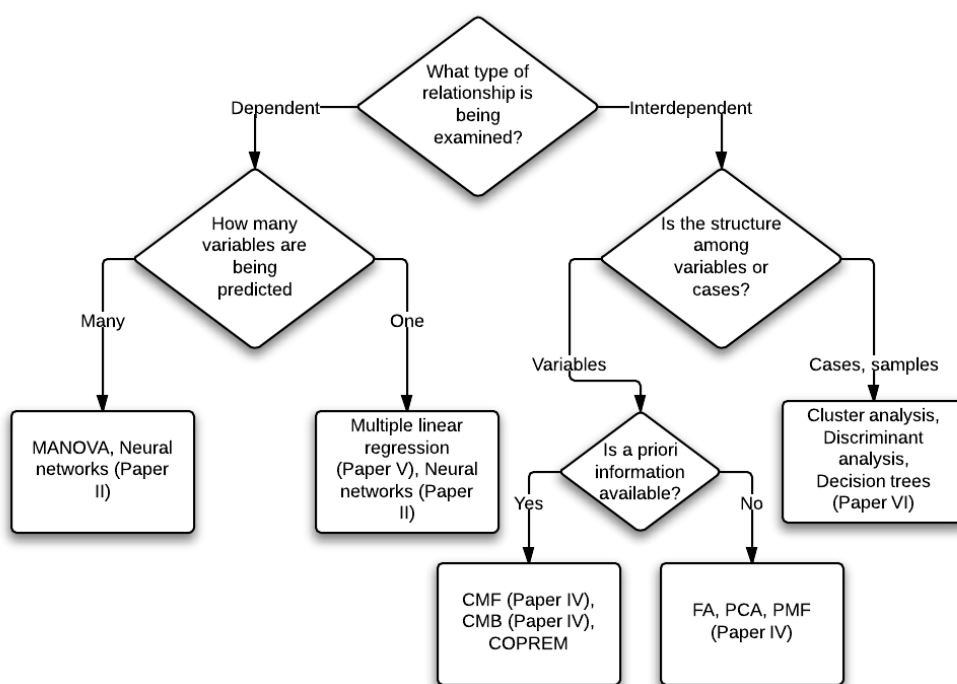 What type of
relationship is
being
examined?
Dependent
Interdependent
How many
variables are
being
predicted
Is the structure
among
variables or
cases?
Many
One
Variables
Cases, samples
MANOVA, Neural
networks (Paper
II)
Multiple linear
regression
(Paper V), Neural
networks (Paper
II)
Is a priori
information
available?
Cluster analysis,
Discriminant
analysis,
Decision trees
(Paper VI)
Yes
No
CMF (Paper IV),
CMB (Paper IV),
COPREM
FA, PCA, PMF
(Paper IV)